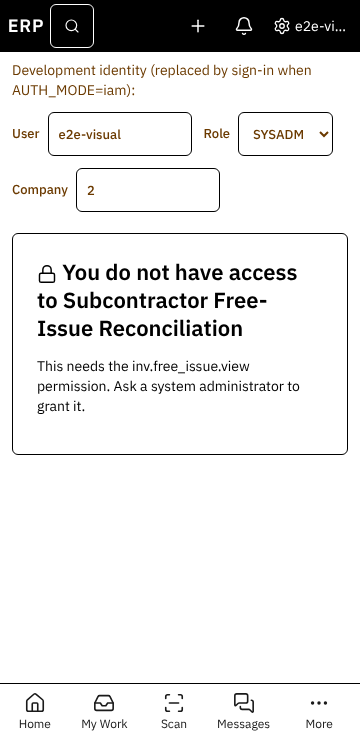 ERP
e2e-vi...
Development identity (replaced by sign-in when
AUTH_MODE=iam):
User e2e-visual Role SYSADM
Company 2
You do not have access
to Subcontractor Free-
Issue Reconciliation
This needs the inv.free_issue.view
permission. Ask a system administrator to
grant it.
Home My Work Scan Messages More